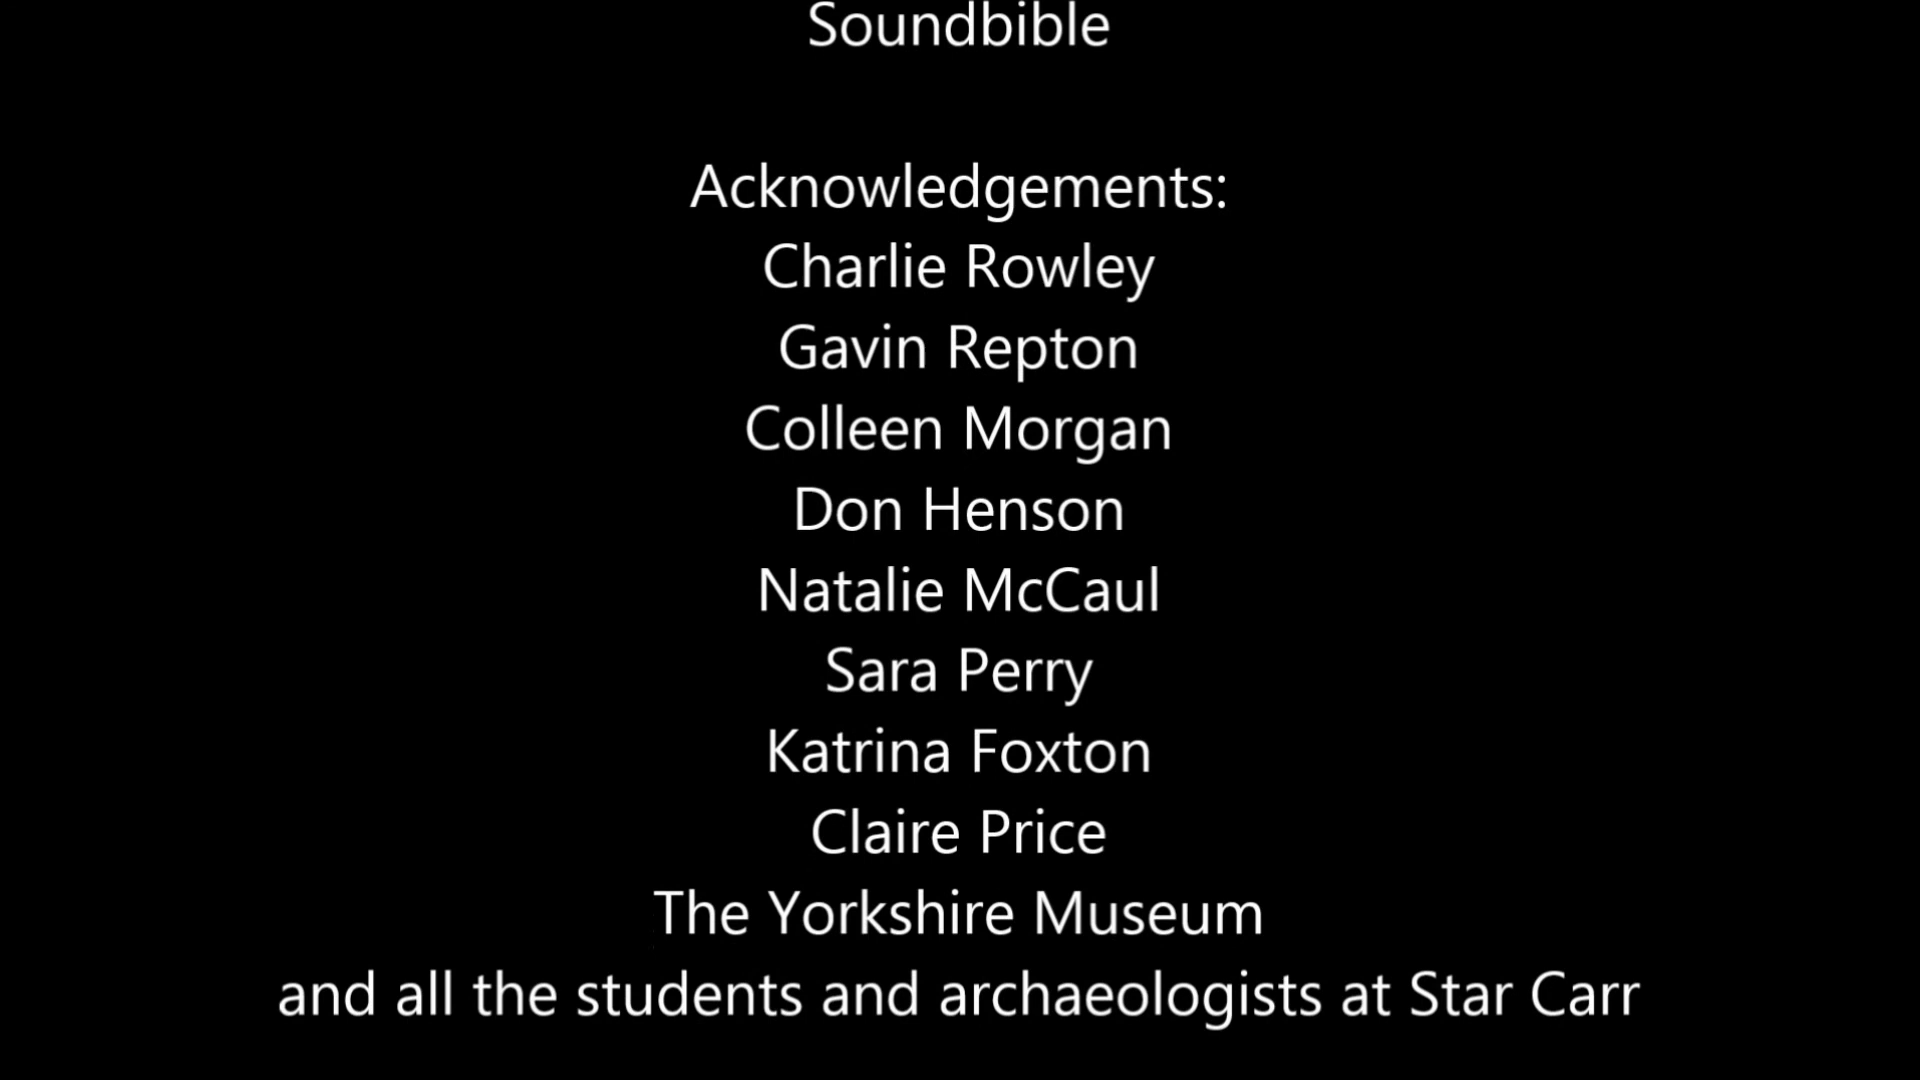 Soundbible
Acknowledgements:
Charlie Rowley
Gavin Repton
Colleen Morgan
Don Henson
Natalie McCaul
Sara Perry
Katrina Foxton
Claire Price
The Yorkshire Museum
and all the students and archaeologists at Star Carr